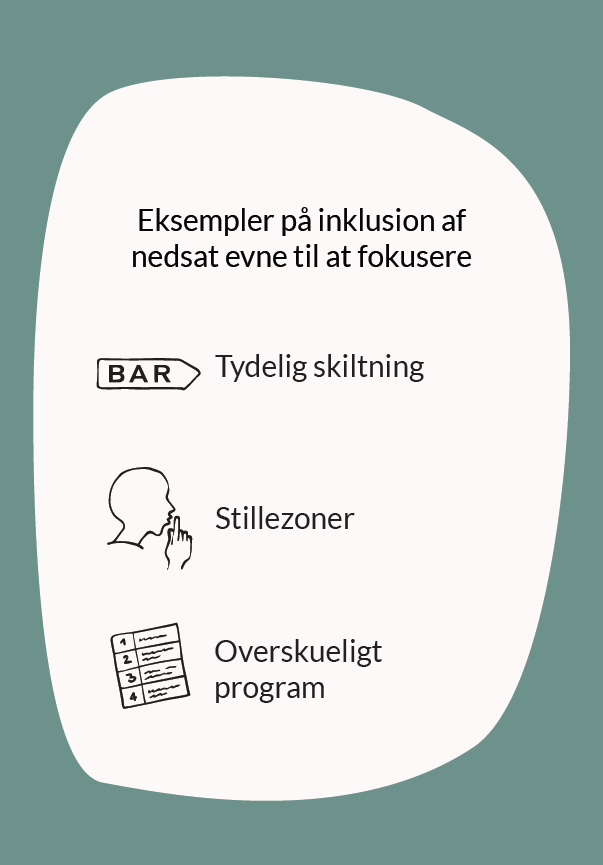 Eksempler på inklusion af
nedsat evne til at fokusere
BAR
Tydelig skiltning
Stillezoner
1
2
3
4
Overskueligt
program